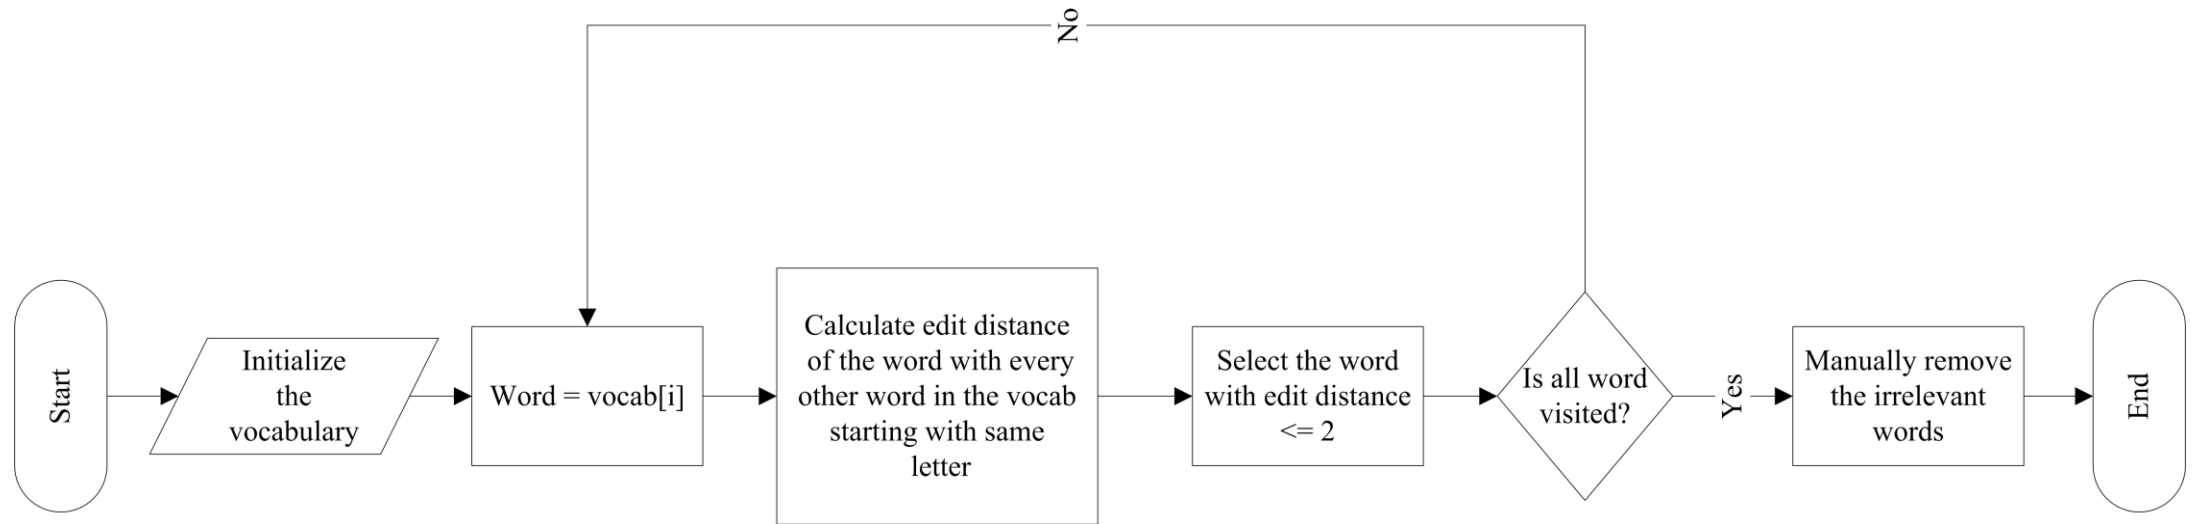 Start
Initialize
the
vocabulary
Word = vocab[i]
Calculate edit distance
of the word with every
other word in the vocab
starting with same
letter
Select the word
with edit distance
<= 2
Is all word
visited?
No
Yes
Manually remove
the irrelevant
words
End